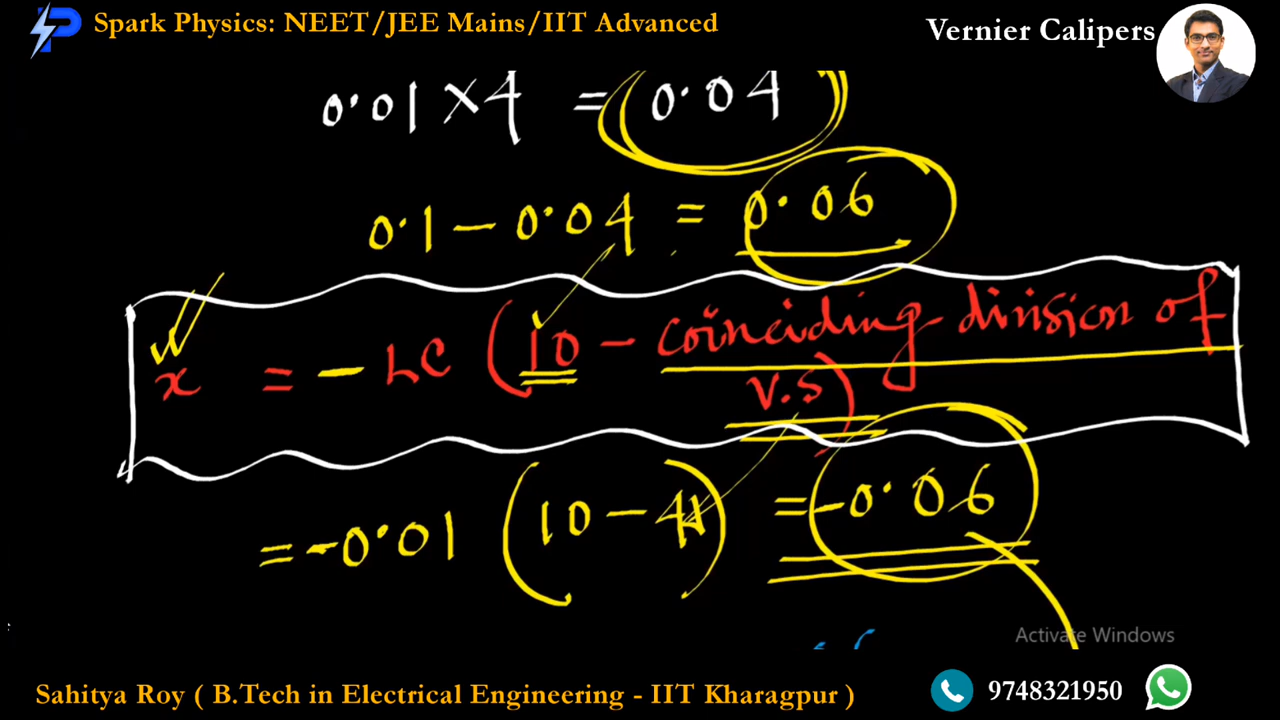 Spark Physics: NEET/JEE Mains/IIT Advanced
Vernier Calipers
0.01 × 4 = 0.04
0.1 - 0.04 = 0.06
x = - LC (10 - coinciding division of
V.S)
= -0.01 (10 - 4) = -0.06
Activate Windows
Sahitya Roy ( B.Tech in Electrical Engineering - IIT Kharagpur )
9748321950